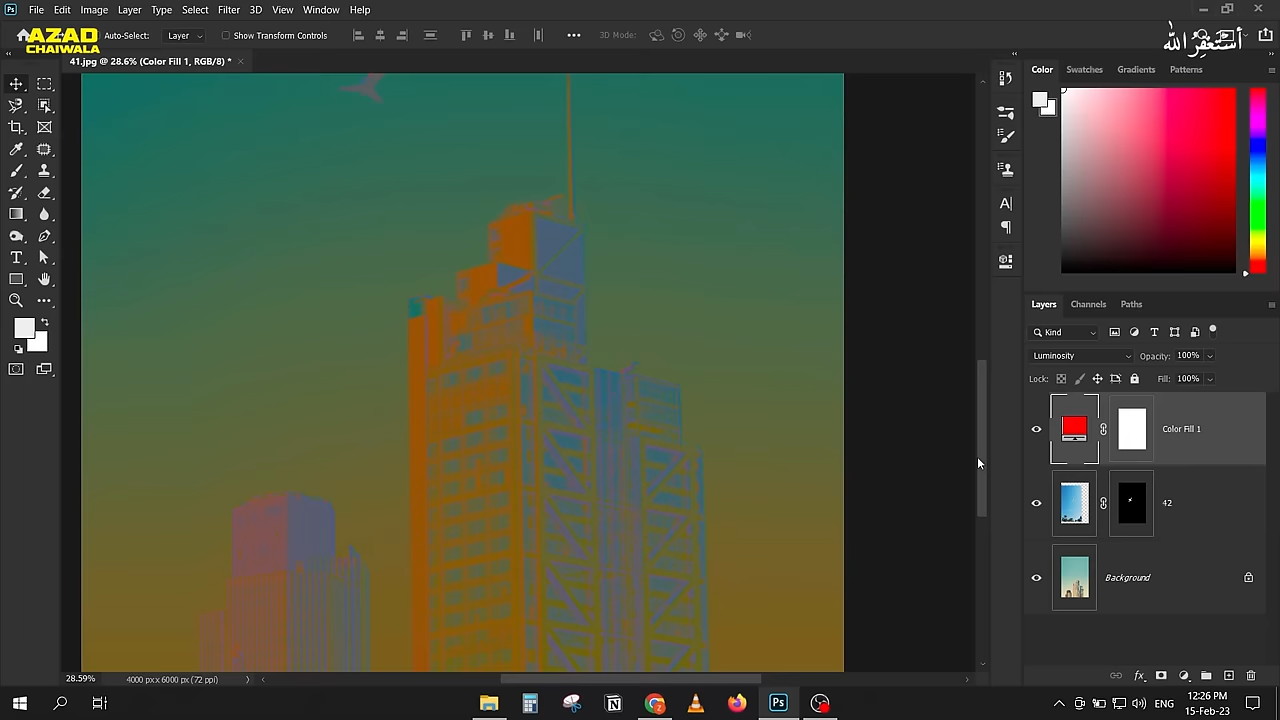 File Edit Image Layer Type Select Filter 3D View Window Help
AZAD
CHAIWALA
Auto-Select: Layer Show Transform Controls 3D Mode:
أستغفر الله
41.jpg @ 28.6% (Color Fill 1, RGB/8) *
Color Swatches Gradients Patterns
Layers Channels Paths
Kind
Luminosity Opacity: 100%
Lock: Fill: 100%
Color Fill 1
42
Background
28.59% 4000 px x 6000 px (72 ppi)
ENG
12:26 PM
15-Feb-23